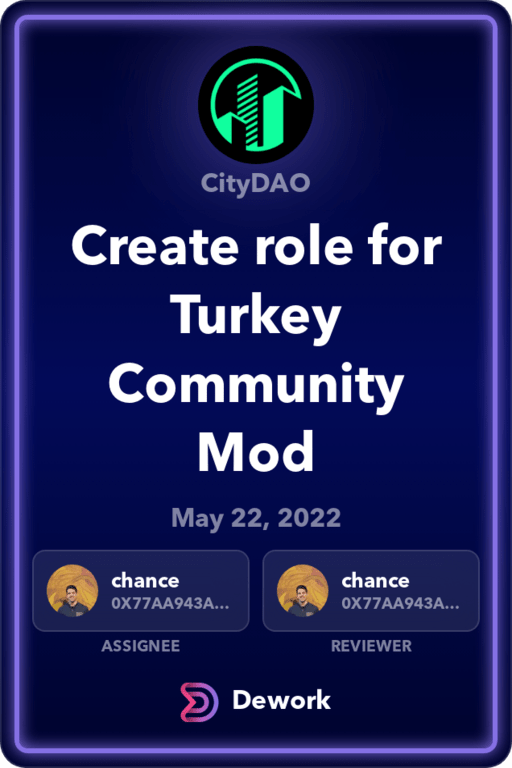 CityDAO
Create role for
Turkey
Community
Mod
May 22, 2022
chance
0X77AA943A...
ASSIGNEE
chance
0X77AA943A...
REVIEWER
Dework